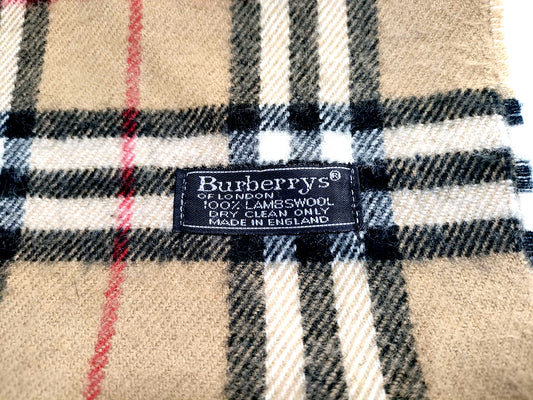 Burberrys®
OF LONDON
100% LAMBSWOOL
DRY CLEAN ONLY
MADE IN ENGLAND